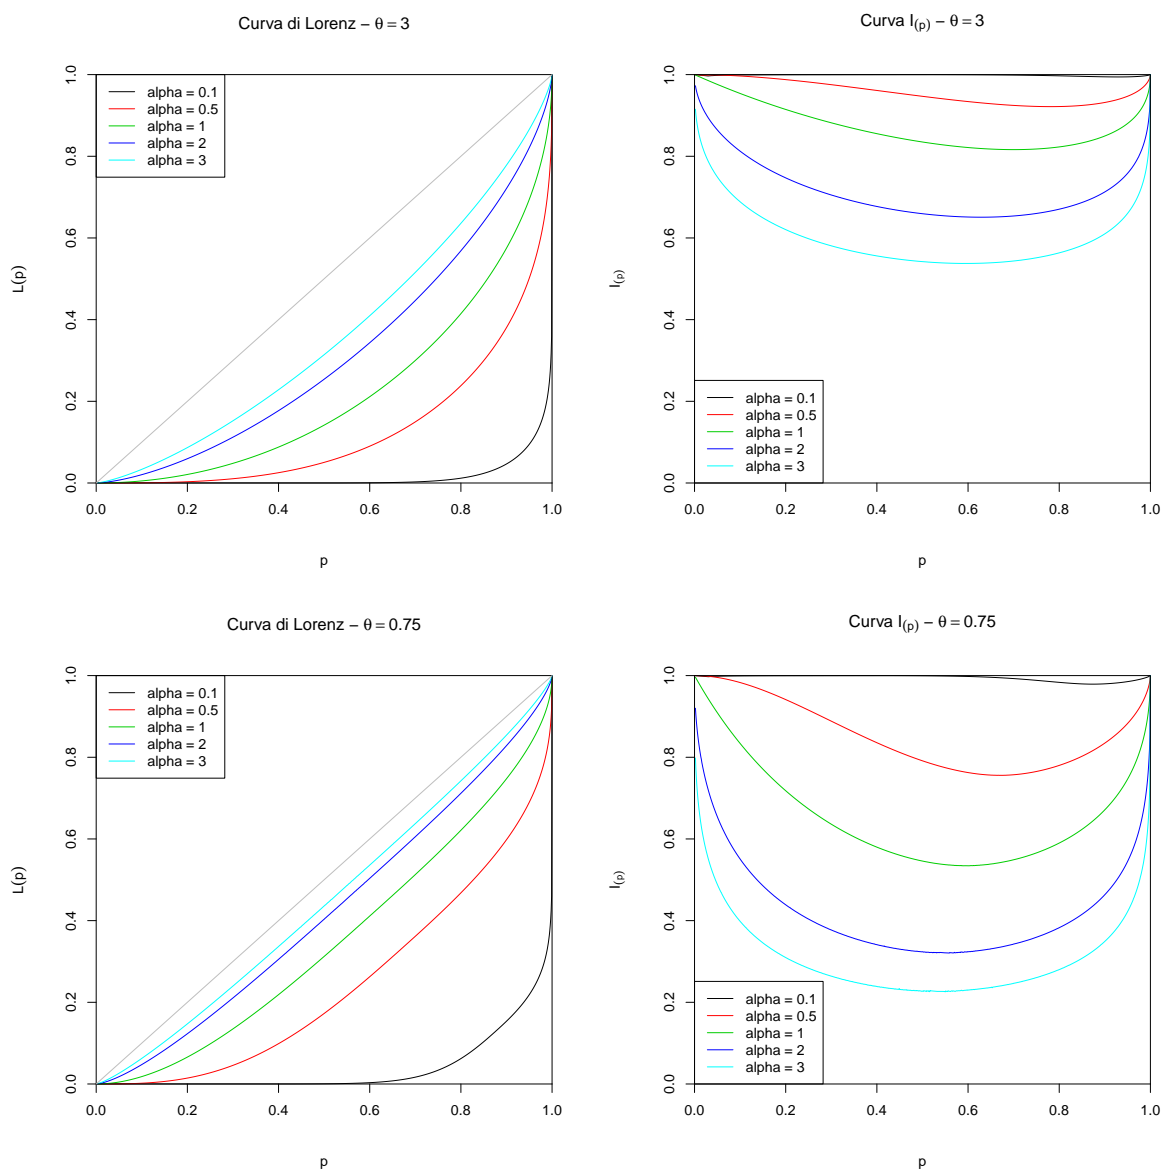 Curva di Lorenz − θ = 3
L(p)
1.0
0.8
0.6
0.4
0.2
0.0
alpha = 0.1
alpha = 0.5
alpha = 1
alpha = 2
alpha = 3
0.0 0.2 0.4 0.6 0.8 1.0
p
Curva I(p) − θ = 3
I(p)
1.0
0.8
0.6
0.4
0.2
0.0
alpha = 0.1
alpha = 0.5
alpha = 1
alpha = 2
alpha = 3
0.0 0.2 0.4 0.6 0.8 1.0
p
Curva di Lorenz − θ = 0.75
L(p)
1.0
0.8
0.6
0.4
0.2
0.0
alpha = 0.1
alpha = 0.5
alpha = 1
alpha = 2
alpha = 3
0.0 0.2 0.4 0.6 0.8 1.0
p
Curva I(p) − θ = 0.75
I(p)
1.0
0.8
0.6
0.4
0.2
0.0
alpha = 0.1
alpha = 0.5
alpha = 1
alpha = 2
alpha = 3
0.0 0.2 0.4 0.6 0.8 1.0
p